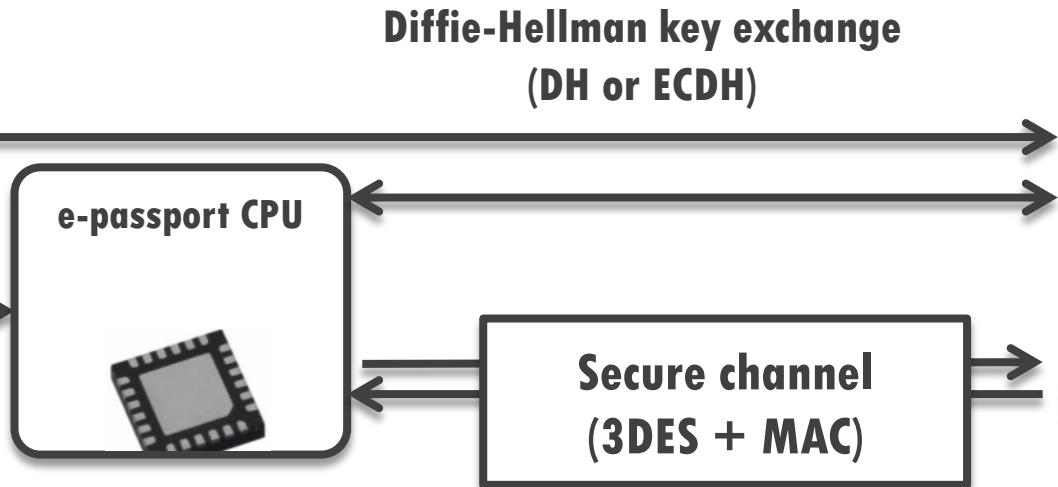 Diffie-Hellman key exchange
(DH or ECDH)
e-passport CPU
Secure channel
(3DES + MAC)